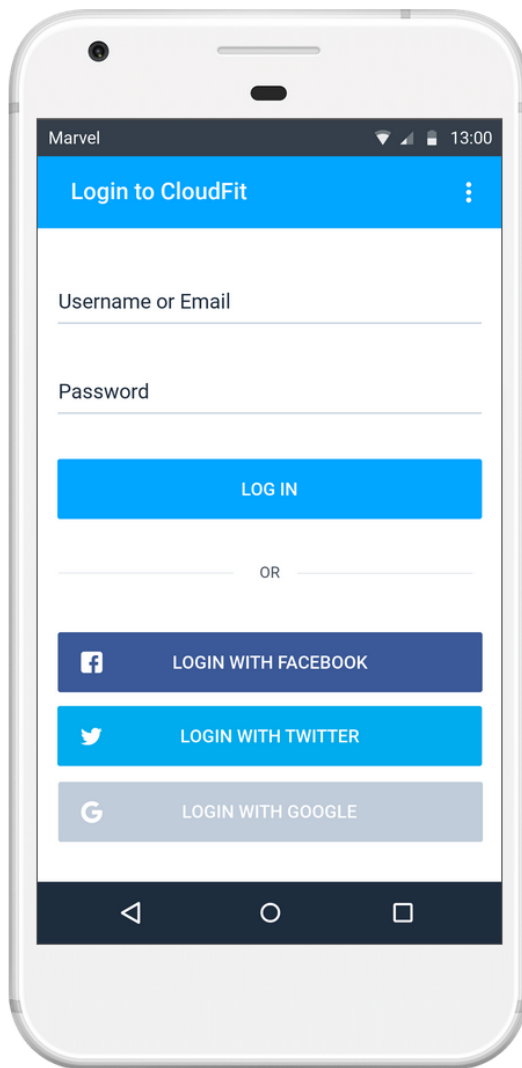 Marvel 13:00
Login to CloudFit
Username or Email
Password
LOG IN
OR
LOGIN WITH FACEBOOK
LOGIN WITH TWITTER
LOGIN WITH GOOGLE